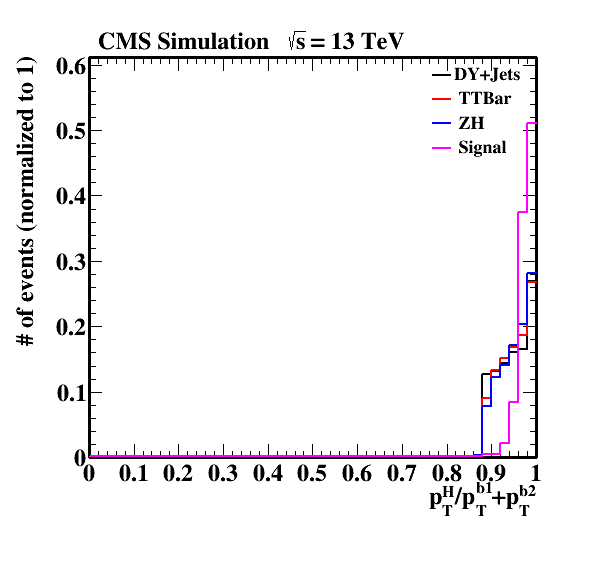 CMS Simulation √s = 13 TeV
# of events (normalized to 1)
0.6
0.5
0.4
0.3
0.2
0.1
0
DY+Jets
TTBar
ZH
Signal
0 0.1 0.2 0.3 0.4 0.5 0.6 0.7 0.8 0.9 1
p_T^H/p_T^b1+p_T^b2